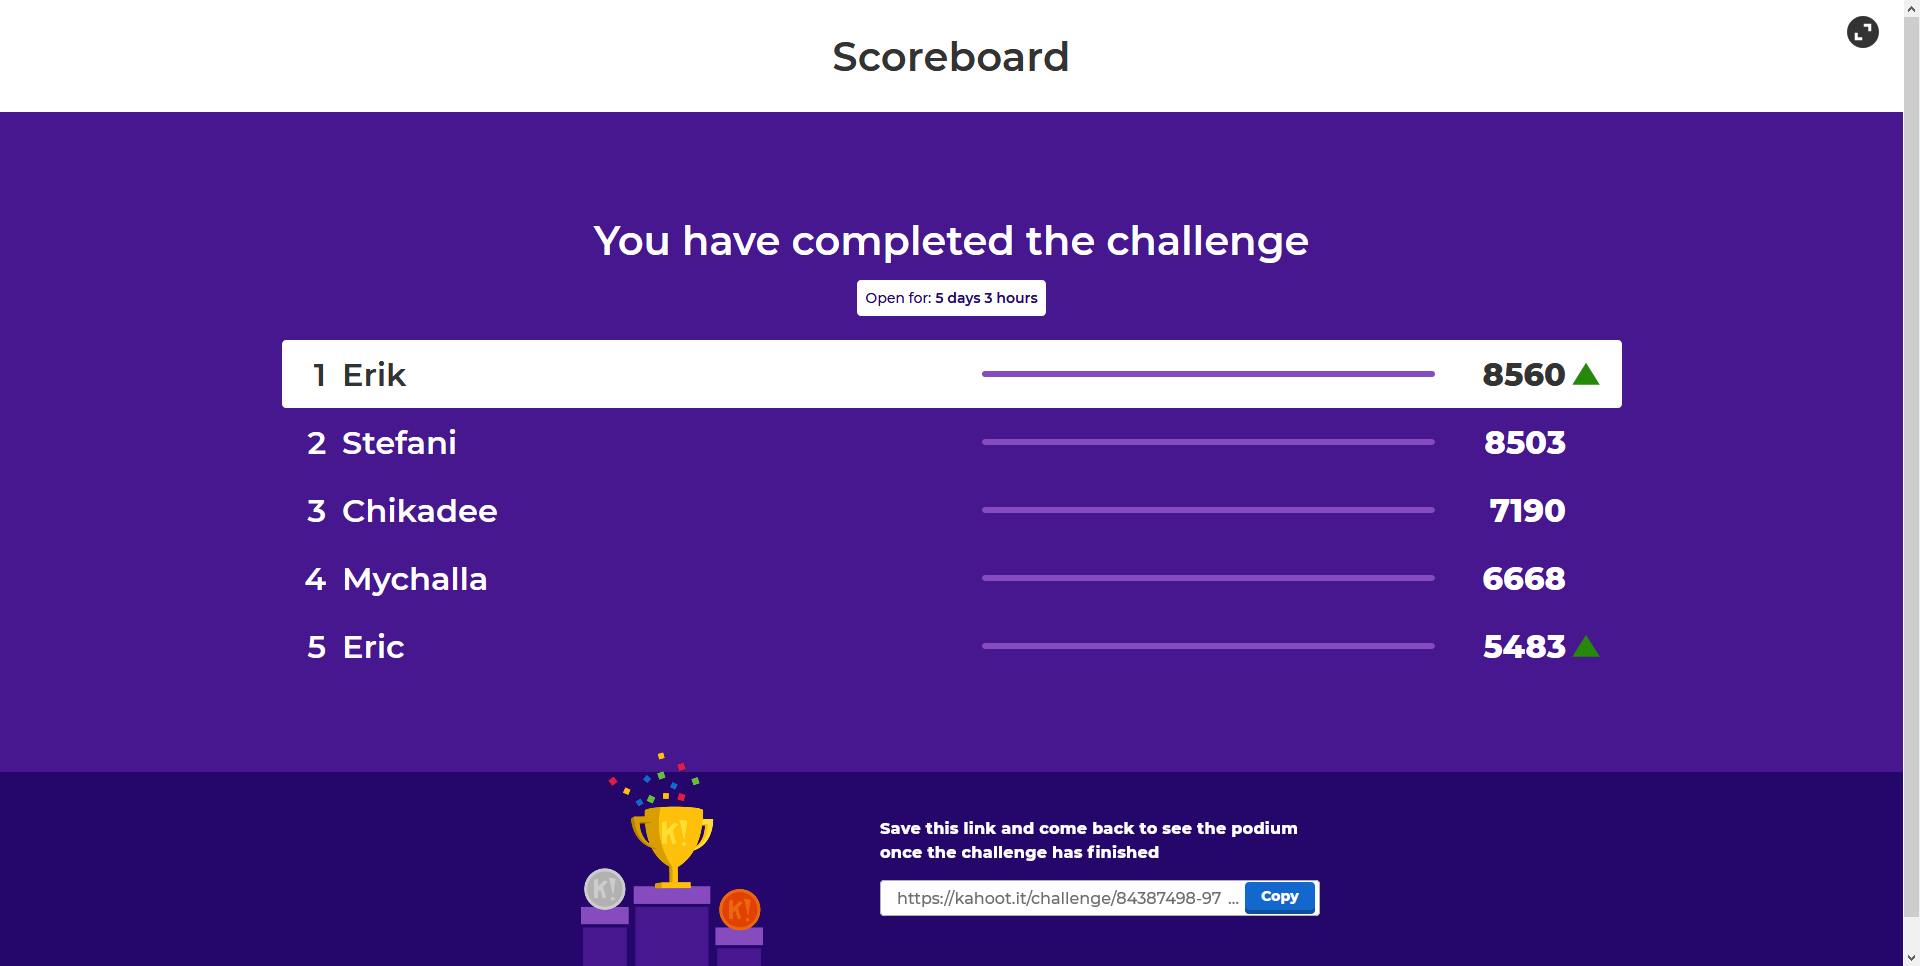 Scoreboard
You have completed the challenge
Open for: 5 days 3 hours
1 Erik 8560
2 Stefani 8503
3 Chikadee 7190
4 Mychalla 6668
5 Eric 5483
K!
K!
K!
Save this link and come back to see the podium
once the challenge has finished
https://kahoot.it/challenge/84387498-97 ... Copy